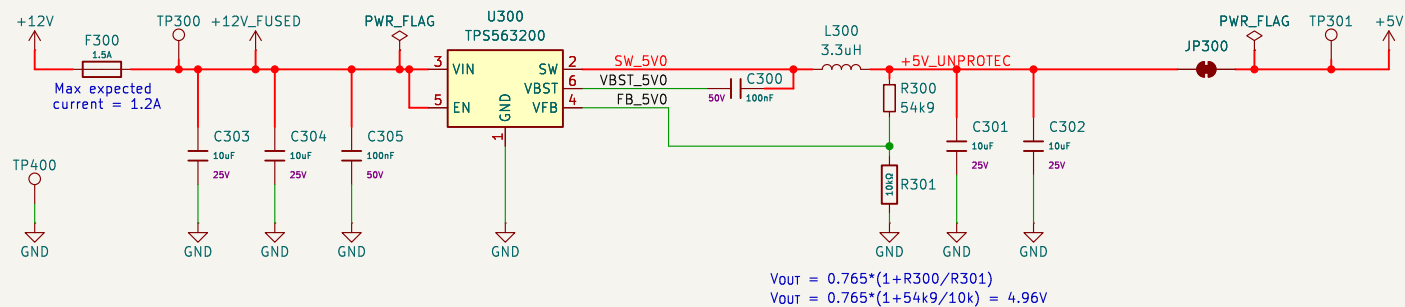 +12V
F300
1.5A
Max expected
current = 1.2A
TP300
+12V_FUSED
PWR_FLAG
U300
TPS563200
3
VIN
5
EN
GND
1
SW
2
VBST
6
VFB
4
SW_5V0
VBST_5V0
FB_5V0
50V
C300
100nF
L300
3.3uH
+5V_UNPROTEC
R300
54k9
R301
10kΩ
C301
10uF
25V
C302
10uF
25V
JP300
PWR_FLAG
TP301
+5V
C303
10uF
25V
C304
10uF
25V
C305
100nF
50V
TP400
GND
GND
GND
GND
GND
GND
GND
GND
VOUT = 0.765*(1+R300/R301)
VOUT = 0.765*(1+54k9/10k) = 4.96V